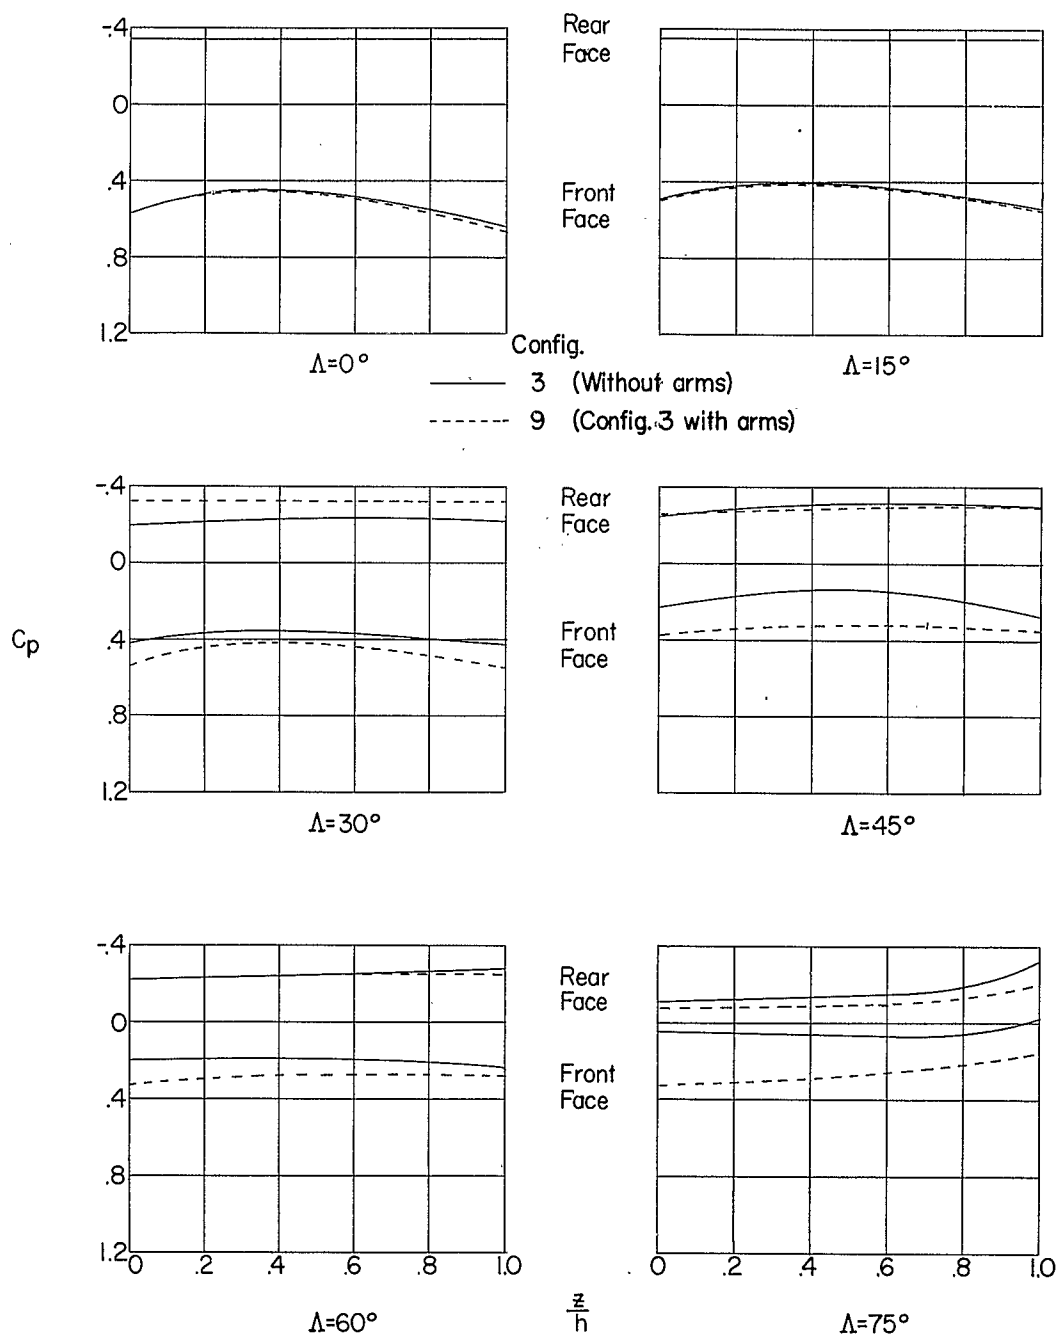 -.4
0
.4
.8
1.2
Λ=0°
Rear
Face
Front
Face
Λ=15°
Config.
3 (Without arms)
9 (Config. 3 with arms)
-.4
0
.4
.8
1.2
Cp
Λ=30°
Rear
Face
Front
Face
Λ=45°
-.4
0
.4
.8
1.2
0 .2 .4 .6 .8 1.0
Λ=60°
Rear
Face
Front
Face
0 .2 .4 .6 .8 1.0
Λ=75°
z
h